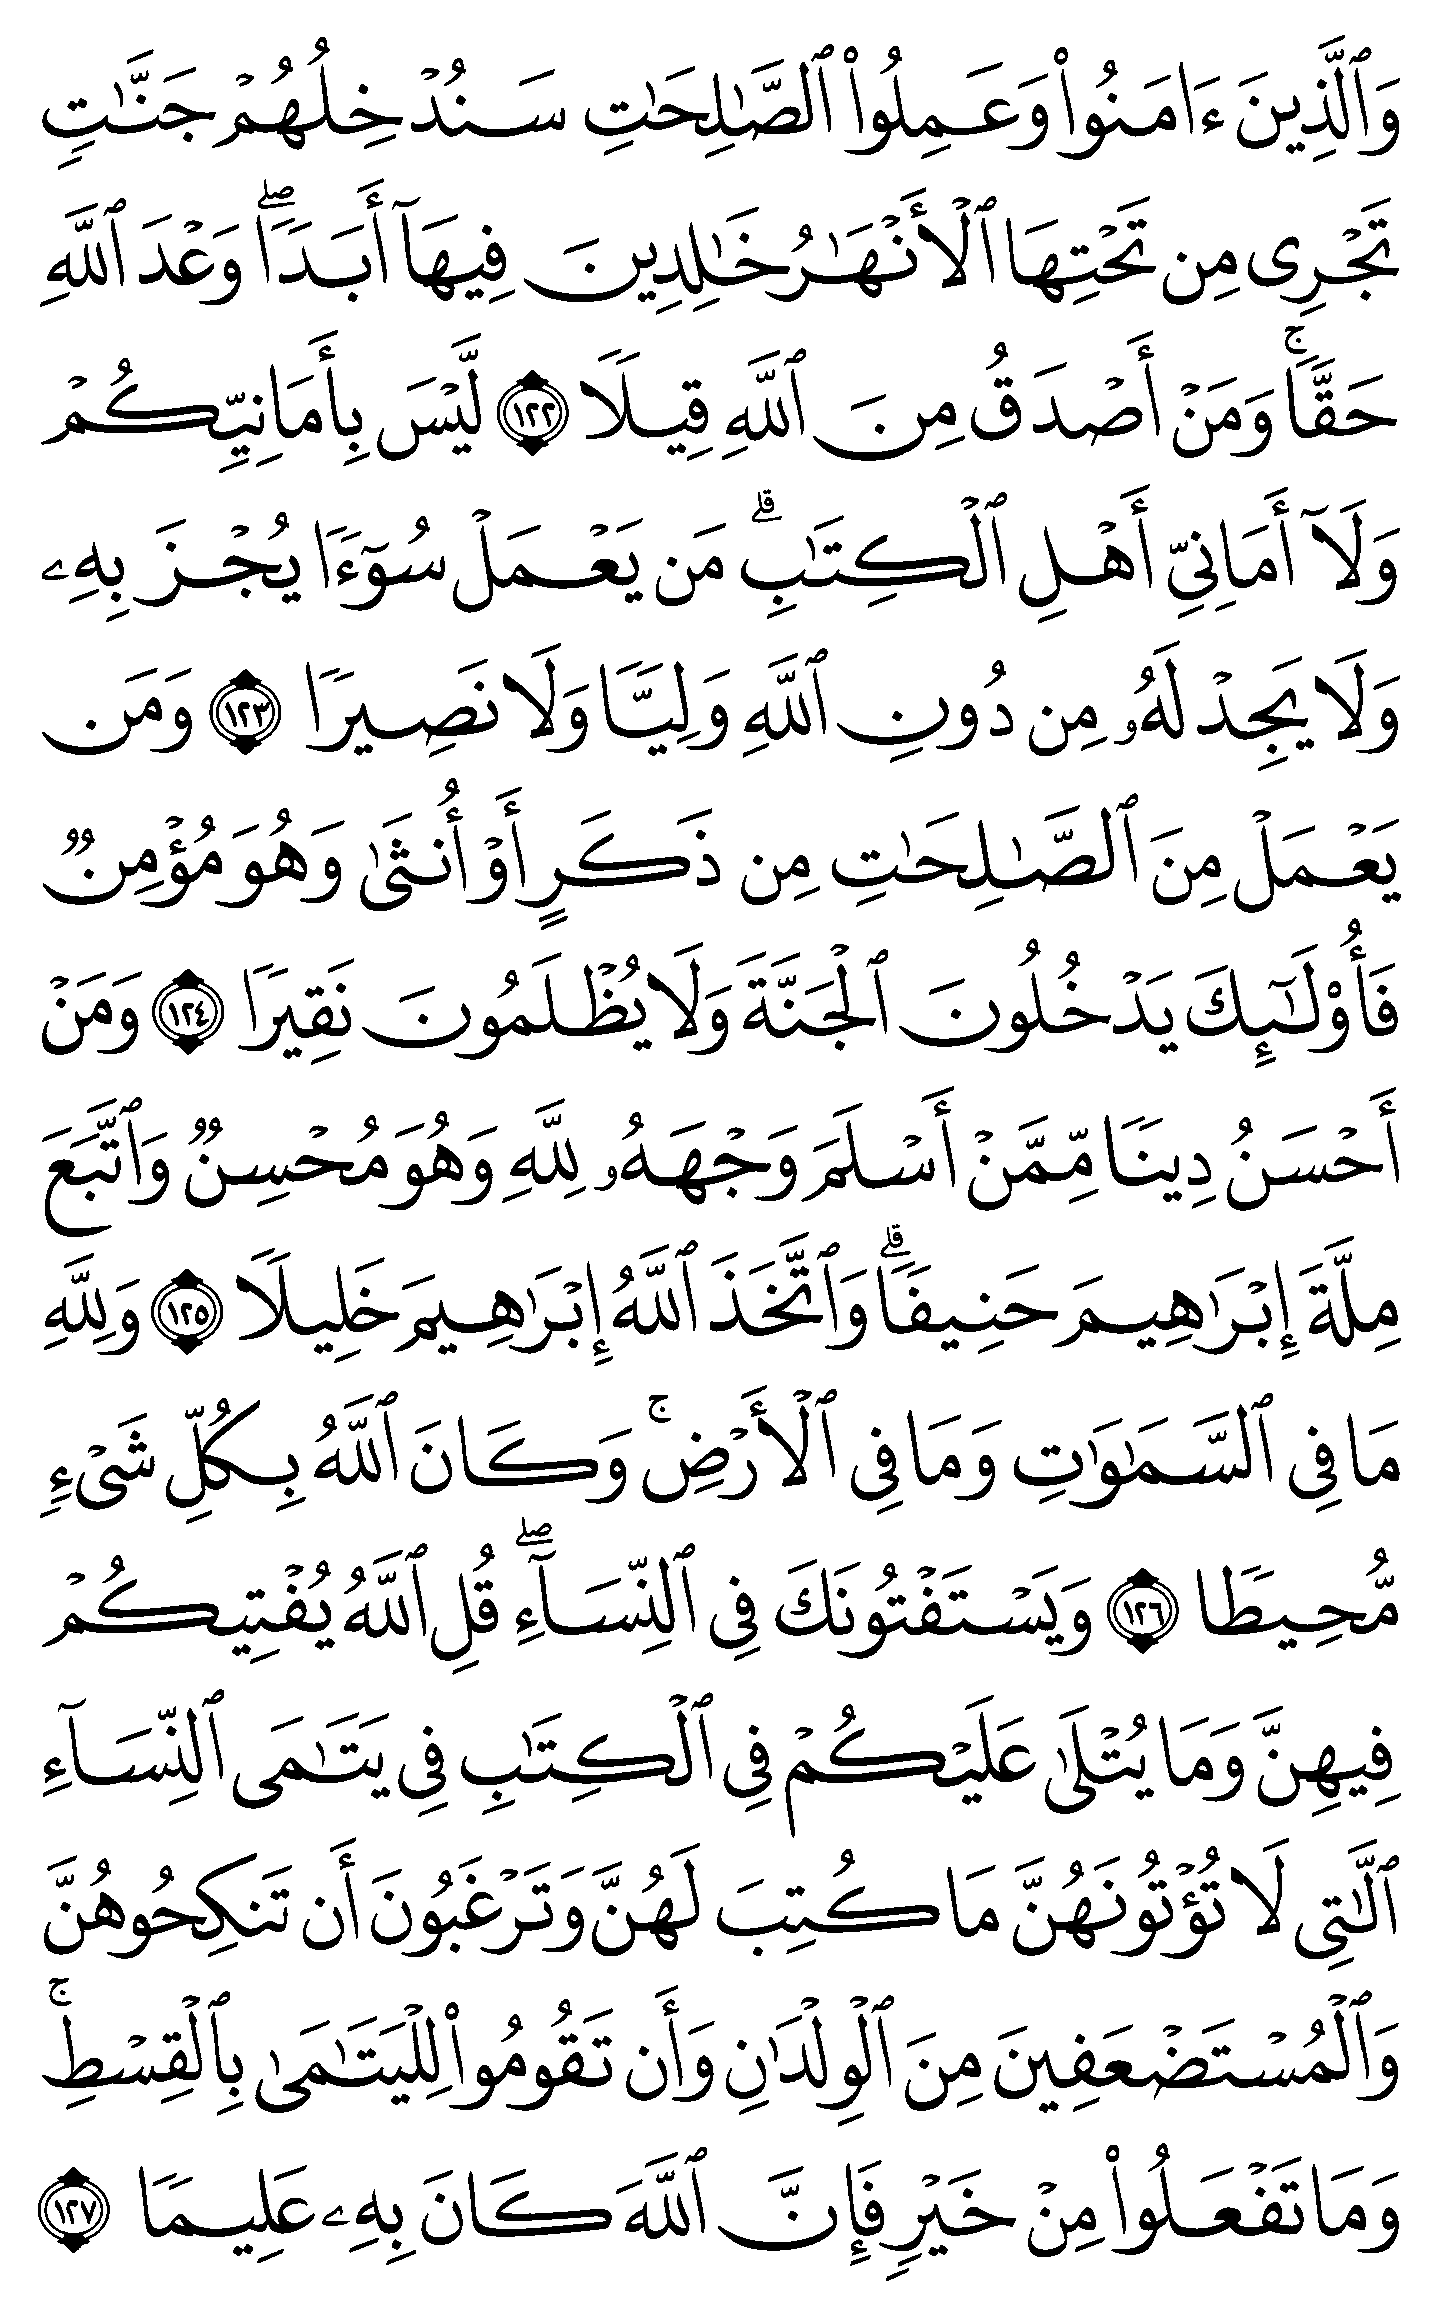 وَٱلَّذِينَ ءَامَنُوا۟ وَعَمِلُوا۟ ٱلصَّـٰلِحَـٰتِ سَنُدْخِلُهُمْ جَنَّـٰتٍ
تَجْرِى مِن تَحْتِهَا ٱلْأَنْهَـٰرُ خَـٰلِدِينَ فِيهَآ أَبَدًا ۖ وَعْدَ ٱللَّهِ
حَقًّا ۚ وَمَنْ أَصْدَقُ مِنَ ٱللَّهِ قِيلًا ١٢٢ لَّيْسَ بِأَمَانِيِّكُمْ
وَلَآ أَمَانِىِّ أَهْلِ ٱلْكِتَـٰبِ ۗ مَن يَعْمَلْ سُوٓءًا يُجْزَ بِهِۦ
وَلَا يَجِدْ لَهُۥ مِن دُونِ ٱللَّهِ وَلِيًّا وَلَا نَصِيرًا ١٢٣ وَمَن
يَعْمَلْ مِنَ ٱلصَّـٰلِحَـٰتِ مِن ذَكَرٍ أَوْ أُنثَىٰ وَهُوَ مُؤْمِنٌ
فَأُو۟لَـٰٓئِكَ يَدْخُلُونَ ٱلْجَنَّةَ وَلَا يُظْلَمُونَ نَقِيرًا ١٢٤ وَمَنْ
أَحْسَنُ دِينًا مِّمَّنْ أَسْلَمَ وَجْهَهُۥ لِلَّهِ وَهُوَ مُحْسِنٌ وَٱتَّبَعَ
مِلَّةَ إِبْرَٰهِيمَ حَنِيفًا ۗ وَٱتَّخَذَ ٱللَّهُ إِبْرَٰهِيمَ خَلِيلًا ١٢٥ وَلِلَّهِ
مَا فِى ٱلسَّمَـٰوَٰتِ وَمَا فِى ٱلْأَرْضِ ۚ وَكَانَ ٱللَّهُ بِكُلِّ شَىْءٍ
مُّحِيطًا ١٢٦ وَيَسْتَفْتُونَكَ فِى ٱلنِّسَآءِ ۖ قُلِ ٱللَّهُ يُفْتِيكُمْ
فِيهِنَّ وَمَا يُتْلَىٰ عَلَيْكُمْ فِى ٱلْكِتَـٰبِ فِى يَتَـٰمَى ٱلنِّسَآءِ
ٱلَّـٰتِى لَا تُؤْتُونَهُنَّ مَا كُتِبَ لَهُنَّ وَتَرْغَبُونَ أَن تَنكِحُوهُنَّ
وَٱلْمُسْتَضْعَفِينَ مِنَ ٱلْوِلْدَٰنِ وَأَن تَقُومُوا۟ لِلْيَتَـٰمَىٰ بِٱلْقِسْطِ ۚ
وَمَا تَفْعَلُوا۟ مِنْ خَيْرٍ فَإِنَّ ٱللَّهَ كَانَ بِهِۦ عَلِيمًا ١٢٧